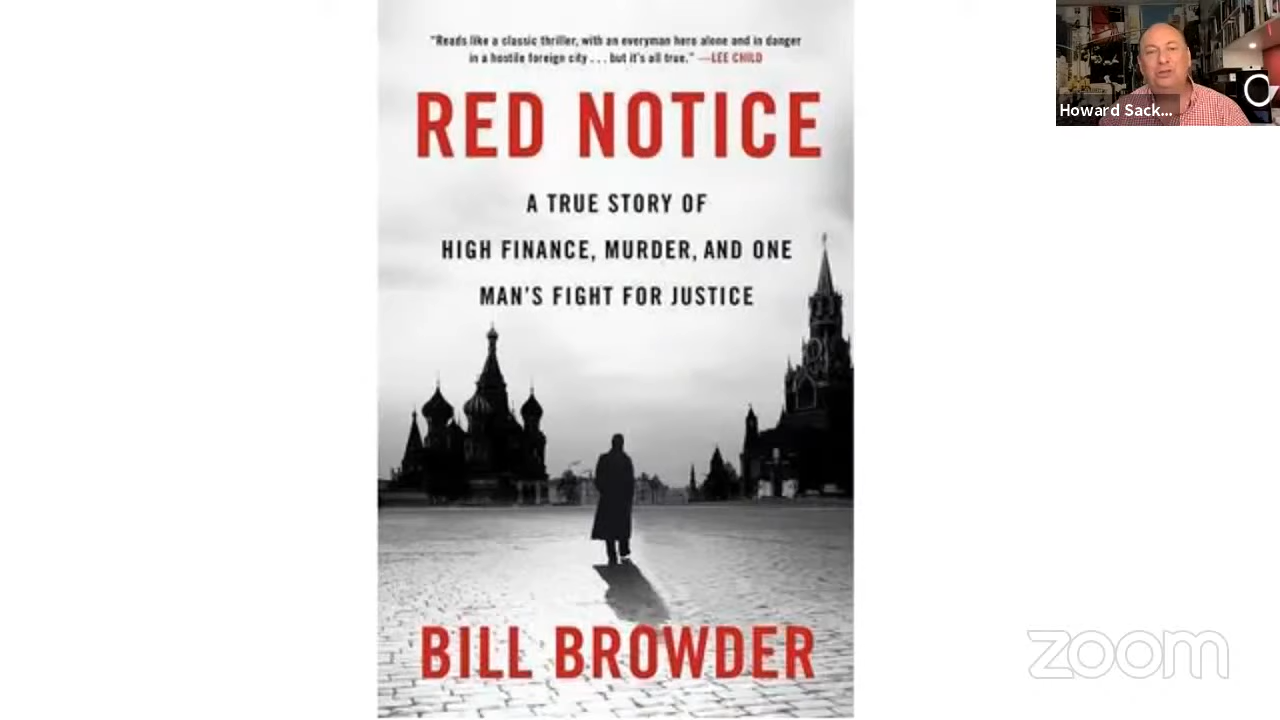 "Reads like a classic thriller, with an everyman hero alone and in danger
in a hostile foreign city . . . but it's all true." —LEE CHILD
RED NOTICE
A TRUE STORY OF
HIGH FINANCE, MURDER, AND ONE
MAN'S FIGHT FOR JUSTICE
BILL BROWDER
Howard Sack...
zoom